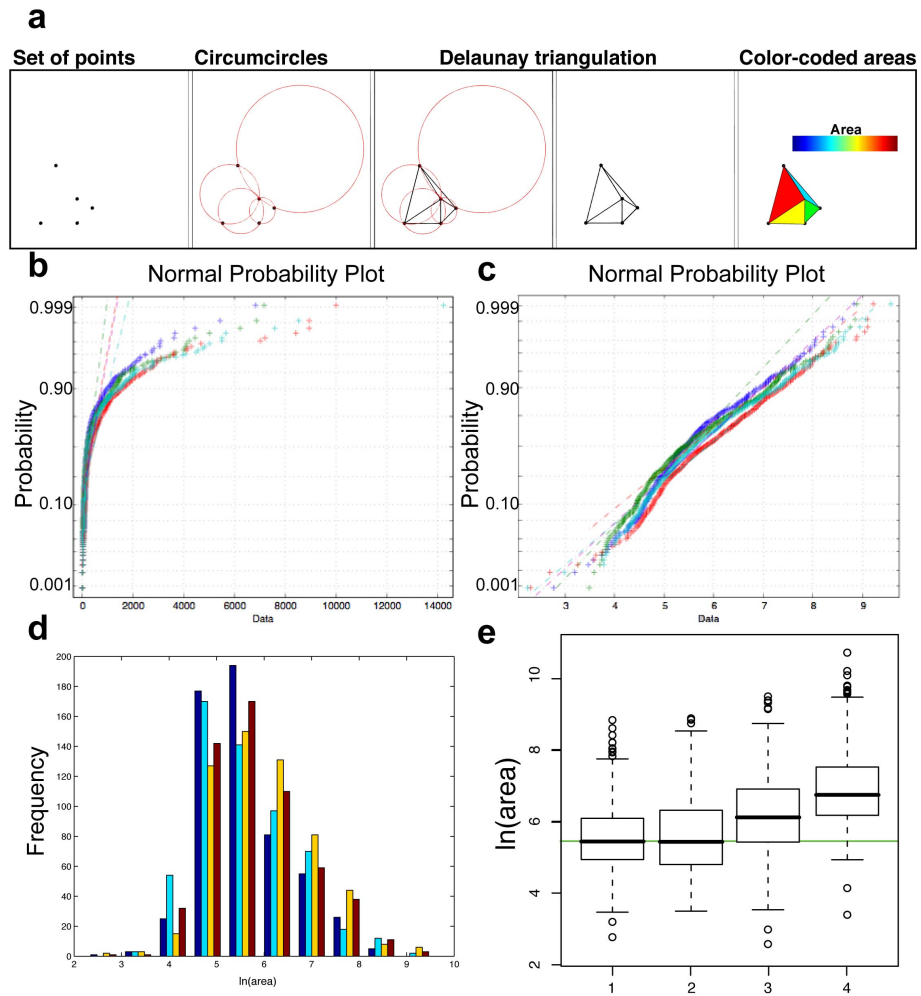 a
Set of points Circumcircles Delaunay triangulation Color-coded areas
Area
b Normal Probability Plot
0.999
0.90
0.10
0.001
Probability
0 2000 4000 6000 8000 10000 12000 14000
Data
c Normal Probability Plot
0.999
0.90
0.10
0.001
Probability
3 4 5 6 7 8 9
Data
d
200
180
160
140
120
100
80
60
40
20
0
Frequency
2 3 4 5 6 7 8 9 10
ln(area)
e
10
8
6
4
2
ln(area)
1 2 3 4